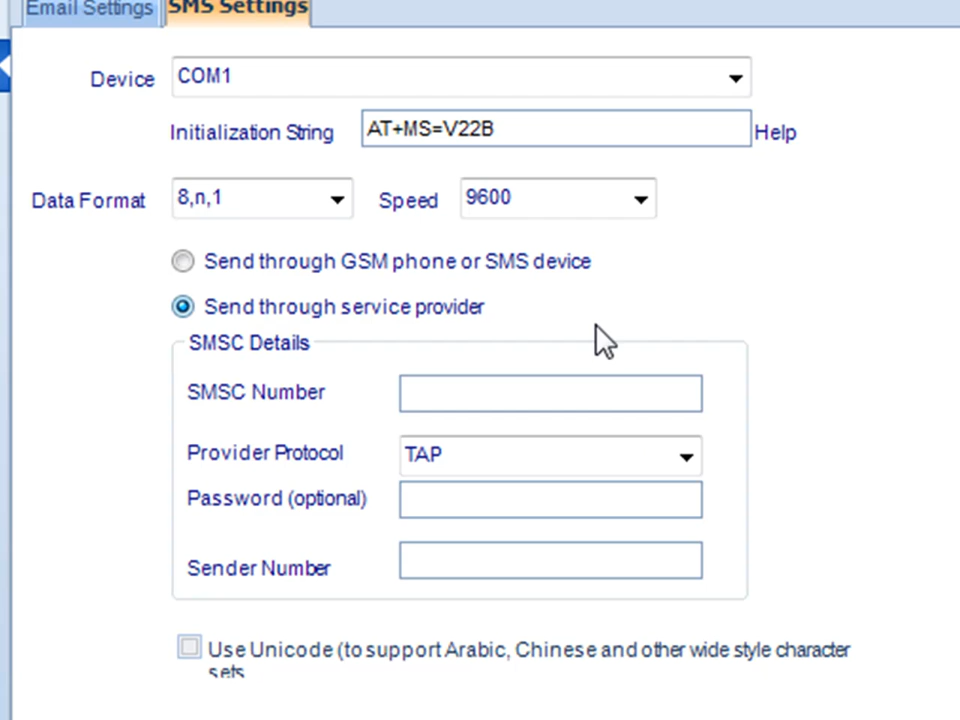 Email Settings SMS Settings
Device COM1
Initialization String AT+MS=V22B Help
Data Format 8,n,1 Speed 9600
Send through GSM phone or SMS device
Send through service provider
SMSC Details
SMSC Number
Provider Protocol TAP
Password (optional)
Sender Number
Use Unicode (to support Arabic, Chinese and other wide style character
sets